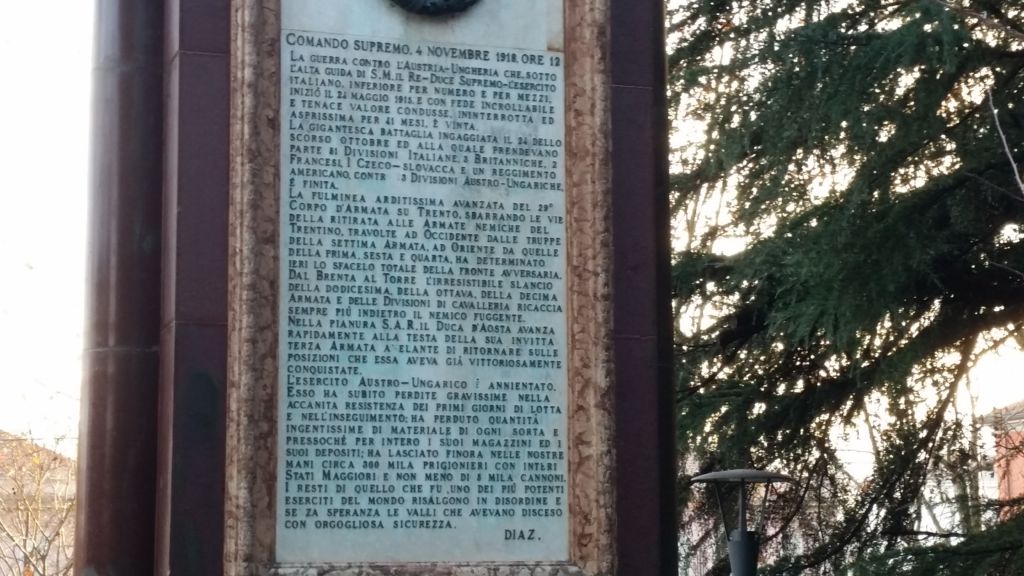 COMANDO SUPREMO, 4 NOVEMBRE 1918, ORE 12
LA GUERRA CONTRO L'AUSTRIA-UNGHERIA CHE, SOTTO
L'ALTA GUIDA DI S.M. IL RE-DUCE SUPREMO-L'ESERCITO
ITALIANO, INFERIORE PER NUMERO E PER MEZZI,
INIZIÒ IL 24 MAGGIO 1915, E CON FEDE INCROLLABILE
E TENACE VALORE CONDUSSE, ININTERROTTA ED
ASPRISSIMA PER 41 MESI, È VINTA.
LA GIGANTESCA BATTAGLIA INGAGGIATA IL 24 DELLO
SCORSO OTTOBRE ED ALLA QUALE PRENDEVANO
PARTE 51 DIVISIONI ITALIANE, 3 BRITANNICHE, 2
FRANCESI, 1 CZECO-SLOVACCA E UN REGGIMENTO
AMERICANO, CONTR 3 DIVISIONI AUSTRO-UNGARICHE,
È FINITA.
LA FULMINEA ARDITISSIMA AVANZATA DEL 29°
CORPO D'ARMATA SU TRENTO, SBARRANDO LE VIE
DELLA RITIRATA ALLE ARMATE NEMICHE DEL
TRENTINO, TRAVOLTE AD OCCIDENTE DALLE TRUPPE
DELLA SETTIMA ARMATA, AD ORIENTE DA QUELLE
DELLA PRIMA, SESTA E QUARTA, HA DETERMINATO
IERI LO SFACELO TOTALE DELLA FRONTE AVVERSARIA.
DAL BRENTA AL TORRE L'IRRESISTIBILE SLANCIO
DELLA DODICESIMA, DELLA OTTAVA, DELLA DECIMA
ARMATA E DELLE DIVISIONI DI CAVALLERIA RICACCIA
SEMPRE PIÙ INDIETRO IL NEMICO FUGGENTE.
NELLA PIANURA S.A.R. IL DUCA D'AOSTA AVANZA
RAPIDAMENTE ALLA TESTA DELLA SUA INVITTA
TERZA ARMATA A ELANTE DI RITORNARE SULLE
POSIZIONI CHE ESSA AVEVA GIÀ VITTORIOSAMENTE
CONQUISTATE.
L'ESERCITO AUSTRO-UNGARICO È ANNIENTATO.
ESSO HA SUBITO PERDITE GRAVISSIME NELLA
ACCANITA RESISTENZA DEI PRIMI GIORNI DI LOTTA
E NELL'INSEGUIMENTO; HA PERDUTO QUANTITÀ
INGENTISSIME DI MATERIALE DI OGNI SORTA E
PRESSOCHÈ PER INTERO I SUOI MAGAZZINI ED I
SUOI DEPOSITI; HA LASCIATO FINORA NELLE NOSTRE
MANI CIRCA 300 MILA PRIGIONIERI CON INTERI
STATI MAGGIORI E NON MENO DI 5 MILA CANNONI.
I RESTI DI QUELLO CHE FU, UNO DEI PIÙ POTENTI
ESERCITI DEL MONDO RISALGONO IN DISORDINE E
SE ZA SPERANZA LE VALLI CHE AVEVANO DISCESO
CON ORGOGLIOSA SICUREZZA.
DIAZ.